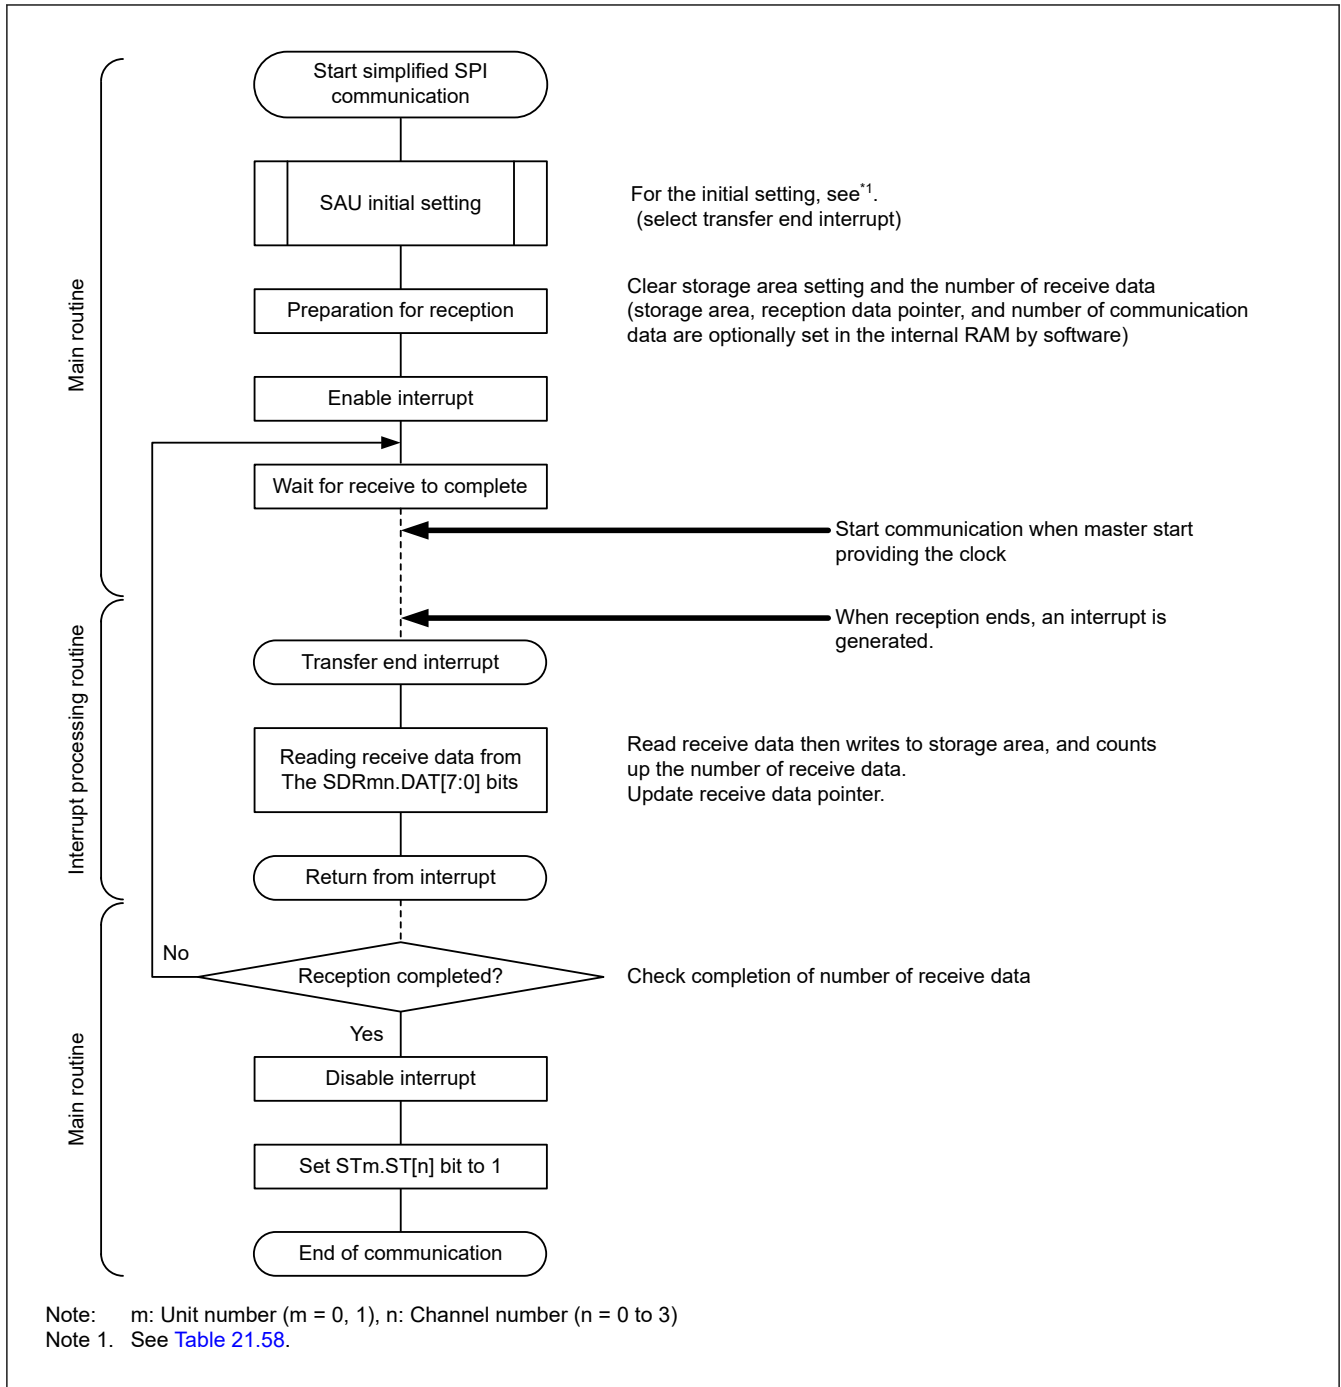 Start simplified SPI
communication
SAU initial setting
For the initial setting, see*1.
(select transfer end interrupt)
Main routine
Preparation for reception
Clear storage area setting and the number of receive data
(storage area, reception data pointer, and number of communication
data are optionally set in the internal RAM by software)
Enable interrupt
Wait for receive to complete
Start communication when master start
providing the clock
When reception ends, an interrupt is
generated.
Interrupt processing routine
Transfer end interrupt
Reading receive data from
The SDRmn.DAT[7:0] bits
Read receive data then writes to storage area, and counts
up the number of receive data.
Update receive data pointer.
Return from interrupt
No
Reception completed?
Check completion of number of receive data
Yes
Main routine
Disable interrupt
Set STm.ST[n] bit to 1
End of communication
Note: m: Unit number (m = 0, 1), n: Channel number (n = 0 to 3)
Note 1. See Table 21.58.